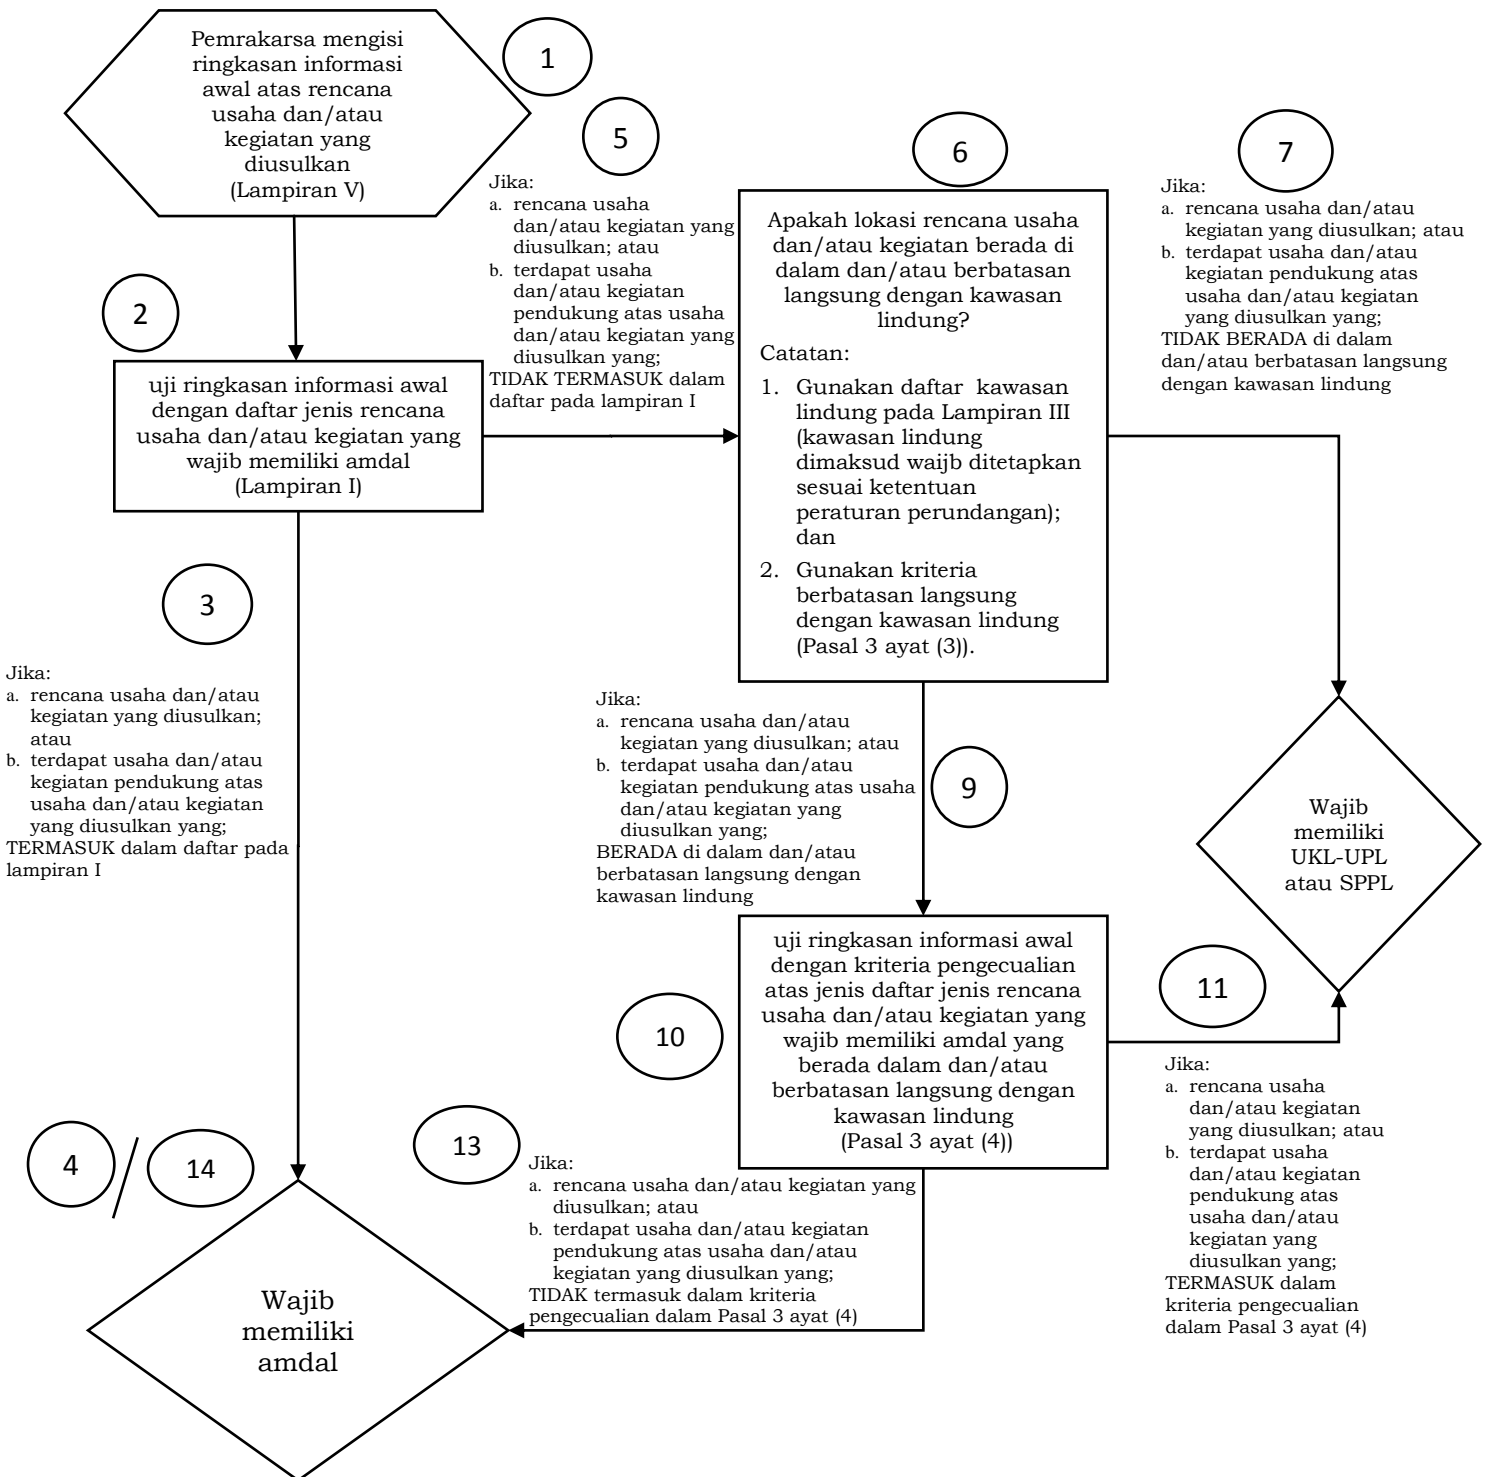 Pemrakarsa mengisi
ringkasan informasi
awal atas rencana
usaha dan/atau
kegiatan yang
diusulkan
(Lampiran V)
1
2
uji ringkasan informasi awal
dengan daftar jenis rencana
usaha dan/atau kegiatan yang
wajib memiliki amdal
(Lampiran I)
3
Jika:
a. rencana usaha dan/atau
kegiatan yang diusulkan;
atau
b. terdapat usaha dan/atau
kegiatan pendukung atas
usaha dan/atau kegiatan
yang diusulkan yang;
TERMASUK dalam daftar pada
lampiran I
4
/
14
Wajib
memiliki
amdal
5
Jika:
a. rencana usaha
dan/atau kegiatan yang
diusulkan; atau
b. terdapat usaha
dan/atau kegiatan
pendukung atas usaha
dan/atau kegiatan yang
diusulkan yang;
TIDAK TERMASUK dalam
daftar pada lampiran I
6
Apakah lokasi rencana usaha
dan/atau kegiatan berada di
dalam dan/atau berbatasan
langsung dengan kawasan
lindung?
Catatan:
1. Gunakan daftar kawasan
lindung pada Lampiran III
(kawasan lindung
dimaksud waijb ditetapkan
sesuai ketentuan
peraturan perundangan);
dan
2. Gunakan kriteria
berbatasan langsung
dengan kawasan lindung
(Pasal 3 ayat (3)).
7
Jika:
a. rencana usaha dan/atau
kegiatan yang diusulkan; atau
b. terdapat usaha dan/atau
kegiatan pendukung atas
usaha dan/atau kegiatan
yang diusulkan yang;
TIDAK BERADA di dalam
dan/atau berbatasan langsung
dengan kawasan lindung
Wajib
memiliki
UKL-UPL
atau SPPL
Jika:
a. rencana usaha dan/atau
kegiatan yang diusulkan; atau
b. terdapat usaha dan/atau
kegiatan pendukung atas usaha
dan/atau kegiatan yang
diusulkan yang;
BERADA di dalam dan/atau
berbatasan langsung dengan
kawasan lindung
9
10
uji ringkasan informasi awal
dengan kriteria pengecualian
atas jenis daftar jenis rencana
usaha dan/atau kegiatan yang
wajib memiliki amdal yang
berada dalam dan/atau
berbatasan langsung dengan
kawasan lindung
(Pasal 3 ayat (4))
11
Jika:
a. rencana usaha
dan/atau kegiatan
yang diusulkan; atau
b. terdapat usaha
dan/atau kegiatan
pendukung atas
usaha dan/atau
kegiatan yang
diusulkan yang;
TERMASUK dalam
kriteria pengecualian
dalam Pasal 3 ayat (4)
13
Jika:
a. rencana usaha dan/atau kegiatan yang
diusulkan; atau
b. terdapat usaha dan/atau kegiatan
pendukung atas usaha dan/atau
kegiatan yang diusulkan yang;
TIDAK termasuk dalam kriteria
pengecualian dalam Pasal 3 ayat (4)